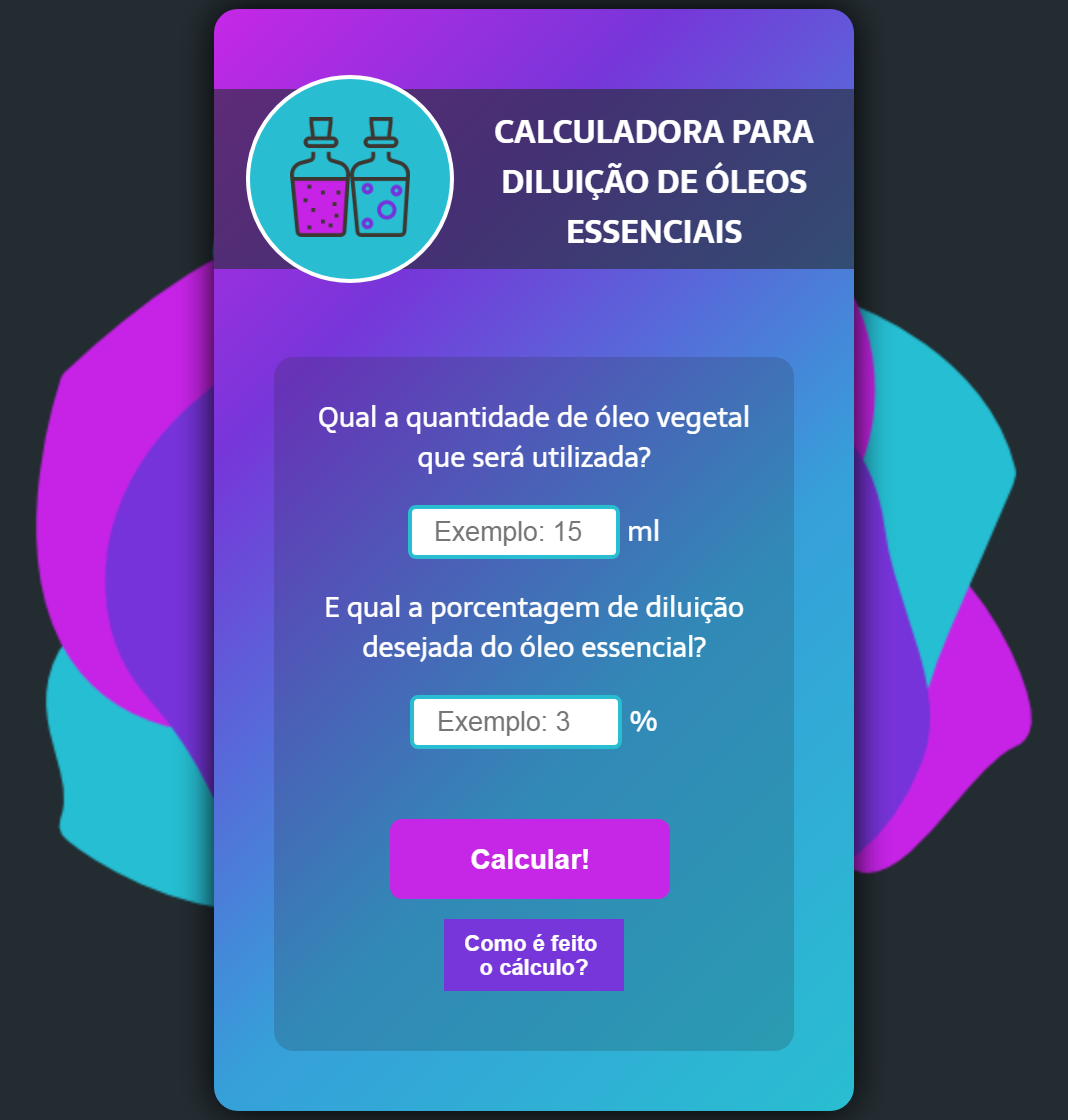 CALCULADORA PARA
DILUIÇÃO DE ÓLEOS
ESSENCIAIS
Qual a quantidade de óleo vegetal
que será utilizada?
Exemplo: 15 ml
E qual a porcentagem de diluição
desejada do óleo essencial?
Exemplo: 3 %
Calcular!
Como é feito
o cálculo?